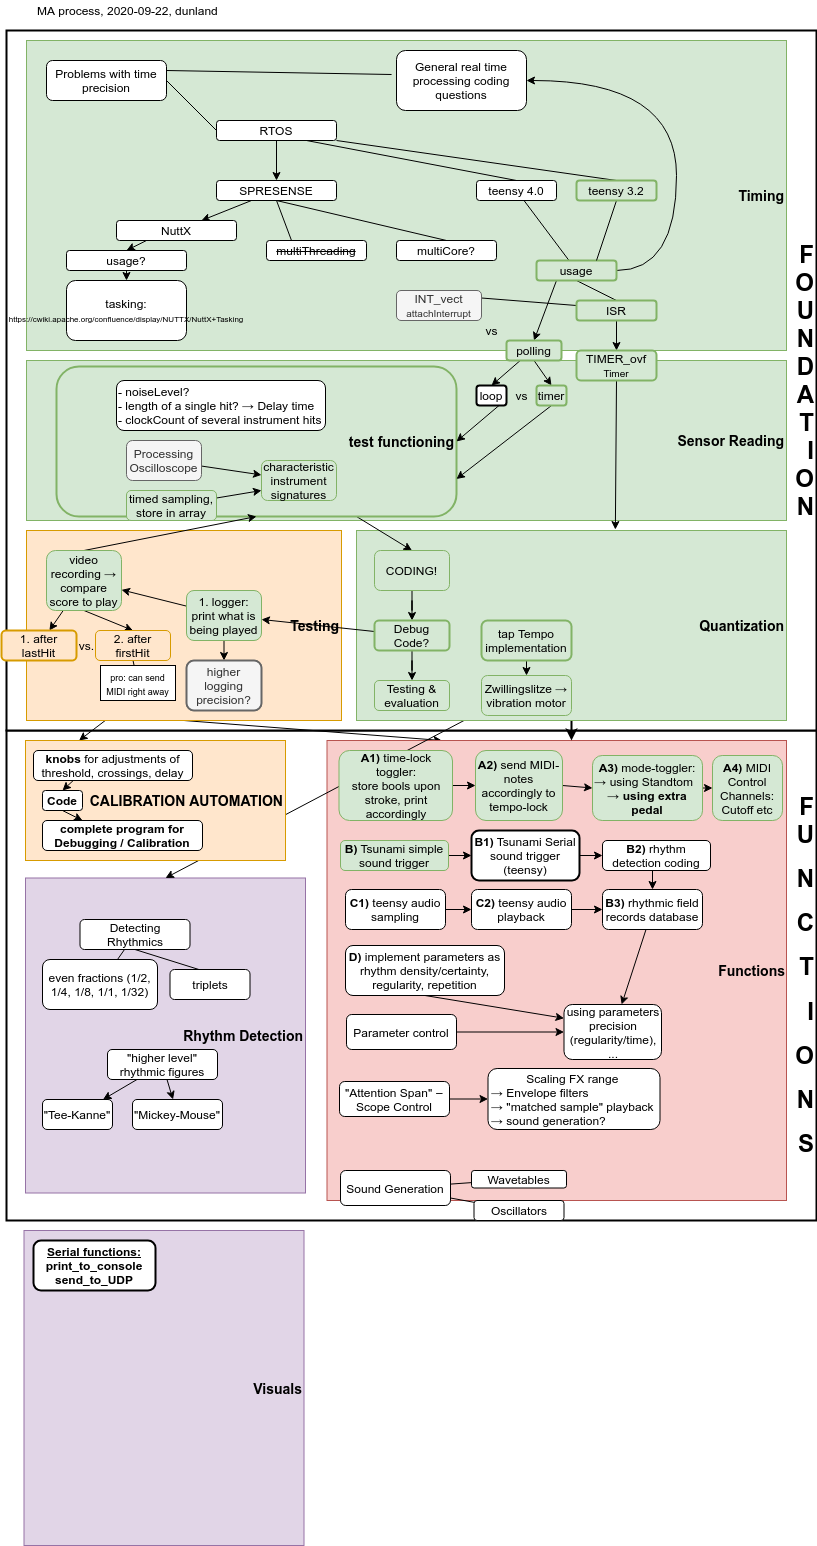 MA process, 2020-09-22, dunland
Problems with time
precision
General real time
processing coding
questions
RTOS
SPRESENSE
teensy 4.0
teensy 3.2
Timing
NuttX
usage?
multiThreading
multiCore?
usage
tasking:
https://cwiki.apache.org/confluence/display/NUTTX/NuttX+Tasking
INT_vect
attachInterrupt
ISR
vs
polling
TIMER_ovf
Timer
FOUNDATION
- noiseLevel?
- length of a single hit? → Delay time
- clockCount of several instrument hits
loop
vs
timer
test functioning
Sensor Reading
Processing
Oscilloscope
characteristic
instrument
signatures
timed sampling,
store in array
video
recording →
compare
score to play
1. logger:
print what is
being played
Testing
1. after
lastHit
vs.
2. after
firstHit
pro: can send
MIDI right away
higher
logging
precision?
CODING!
Debug
Code?
Testing &
evaluation
tap Tempo
implementation
Zwillingslitze →
vibration motor
Quantization
knobs for adjustments of
threshold, crossings, delay
Code
CALIBRATION AUTOMATION
complete program for
Debugging / Calibration
A1) time-lock
toggler:
store bools upon
stroke, print
accordingly
A2) send MIDI-
notes
accordingly to
tempo-lock
A3) mode-toggler:
→ using Standtom
→ using extra
pedal
A4) MIDI
Control
Channels:
Cutoff etc
FUNCTIONS
B) Tsunami simple
sound trigger
B1) Tsunami Serial
sound trigger
(teensy)
B2) rhythm
detection coding
C1) teensy audio
sampling
C2) teensy audio
playback
B3) rhythmic field
records database
D) implement parameters as
rhythm density/certainty,
regularity, repetition
Functions
Parameter control
using parameters
precision
(regularity/time),
...
"Attention Span" –
Scope Control
Scaling FX range
→ Envelope filters
→ "matched sample" playback
→ sound generation?
Sound Generation
Wavetables
Oscillators
Detecting
Rhythmics
even fractions (1/2,
1/4, 1/8, 1/1, 1/32)
triplets
Rhythm Detection
"higher level"
rhythmic figures
"Tee-Kanne"
"Mickey-Mouse"
Serial functions:
print_to_console
send_to_UDP
Visuals